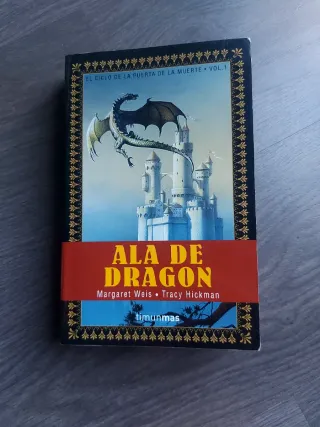 EL CICLO DE LA PUERTA DE LA MUERTE • VOL. 1
ALA DE
DRAGON
Margaret Weis • Tracy Hickman
timunmas